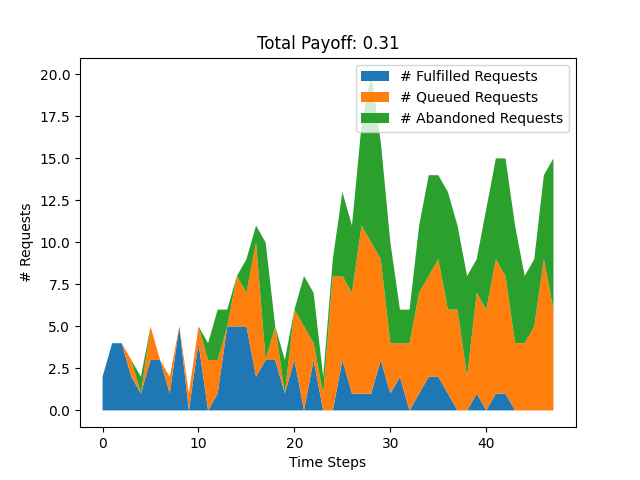 Total Payoff: 0.31
# Requests
20.0
17.5
15.0
12.5
10.0
7.5
5.0
2.5
0.0
# Fulfilled Requests
# Queued Requests
# Abandoned Requests
0
10
20
30
40
Time Steps